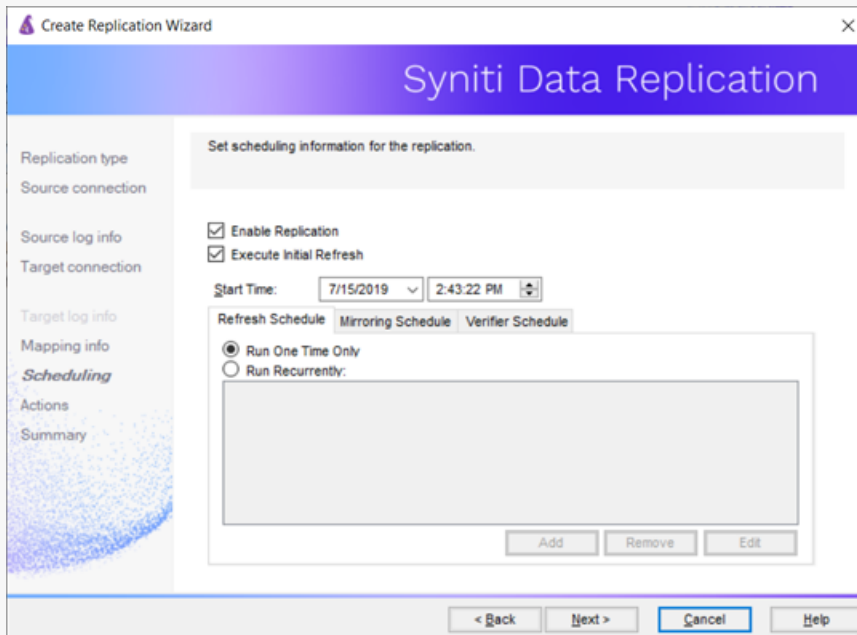 Create Replication Wizard
Syniti Data Replication
Replication type
Source connection
Source log info
Target connection
Target log info
Mapping info
Scheduling
Actions
Summary
Set scheduling information for the replication.
Enable Replication
Execute Initial Refresh
Start Time: 7/15/2019 2:43:22 PM
Refresh Schedule Mirroring Schedule Verifier Schedule
Run One Time Only
Run Recurrently:
Add Remove Edit
< Back Next > Cancel Help